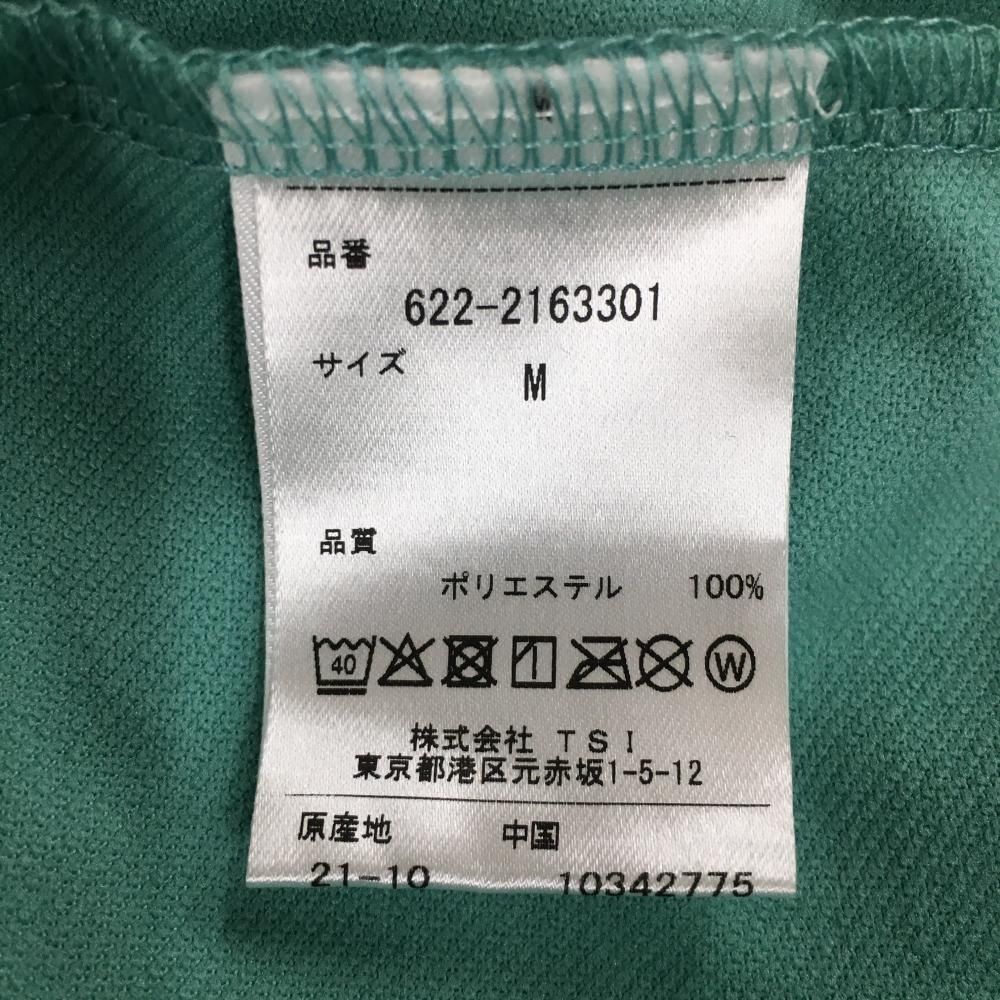 品番
622-2163301
サイズ
M
品質
ポリエステル 100%
40 W
株式会社 TSI
東京都港区元赤坂1-5-12
原産地 中国
21-10 10342775